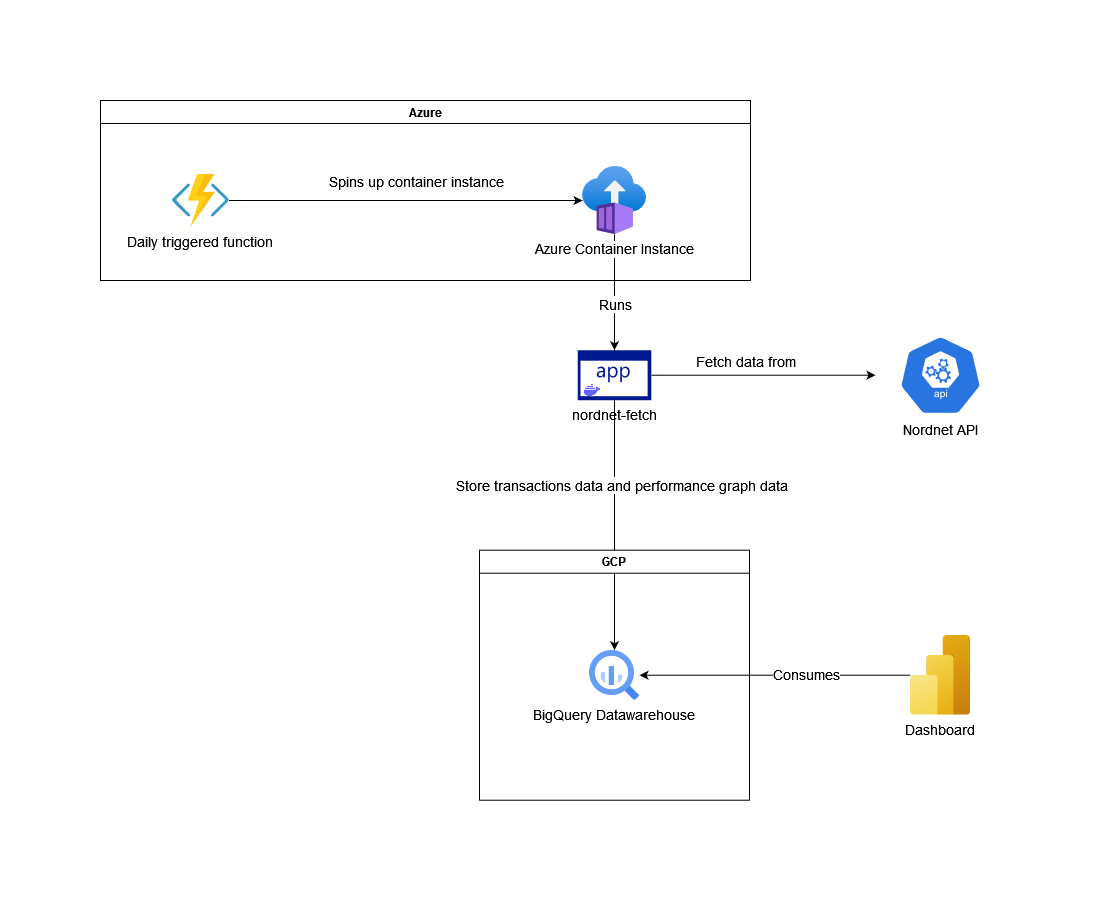 Azure
Spins up container instance
Daily triggered function
Azure Container Instance
Runs
app
nordnet-fetch
Fetch data from
api
Nordnet API
Store transactions data and performance graph data
GCP
Consumes
BigQuery Datawarehouse
Dashboard